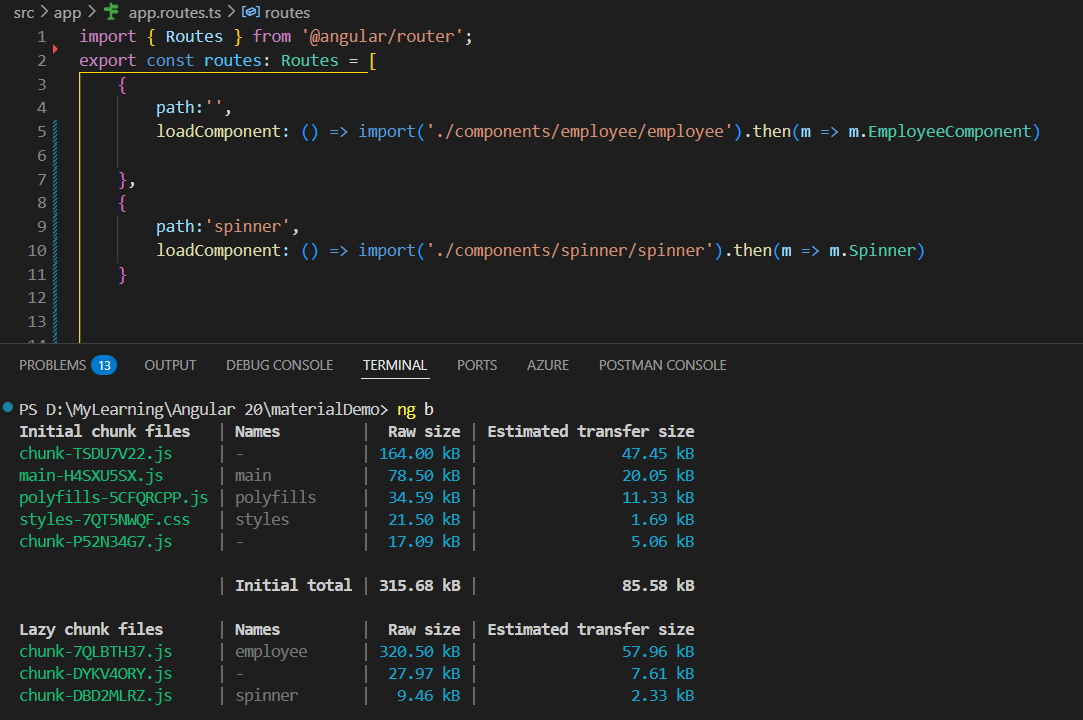 src > app > app.routes.ts > routes
1 import { Routes } from '@angular/router';
2 export const routes: Routes = [
3 {
4 path:'',
5 loadComponent: () => import('./components/employee/employee').then(m => m.EmployeeComponent)
6
7 },
8 {
9 path:'spinner',
10 loadComponent: () => import('./components/spinner/spinner').then(m => m.Spinner)
11 }
12
13
14
PROBLEMS 13 OUTPUT DEBUG CONSOLE TERMINAL PORTS AZURE POSTMAN CONSOLE
PS D:\MyLearning\Angular 20\materialDemo> ng b
Initial chunk files | Names | Raw size | Estimated transfer size
chunk-TSDU7V22.js | - | 164.00 kB | 47.45 kB
main-H4SXU5SX.js | main | 78.50 kB | 20.05 kB
polyfills-5CFQRCPP.js | polyfills | 34.59 kB | 11.33 kB
styles-7QT5NWQF.css | styles | 21.50 kB | 1.69 kB
chunk-P52N34G7.js | - | 17.09 kB | 5.06 kB
| Initial total | 315.68 kB | 85.58 kB
Lazy chunk files | Names | Raw size | Estimated transfer size
chunk-7QLBTH37.js | employee | 320.50 kB | 57.96 kB
chunk-DYKV4ORY.js | - | 27.97 kB | 7.61 kB
chunk-DBD2MLRZ.js | spinner | 9.46 kB | 2.33 kB